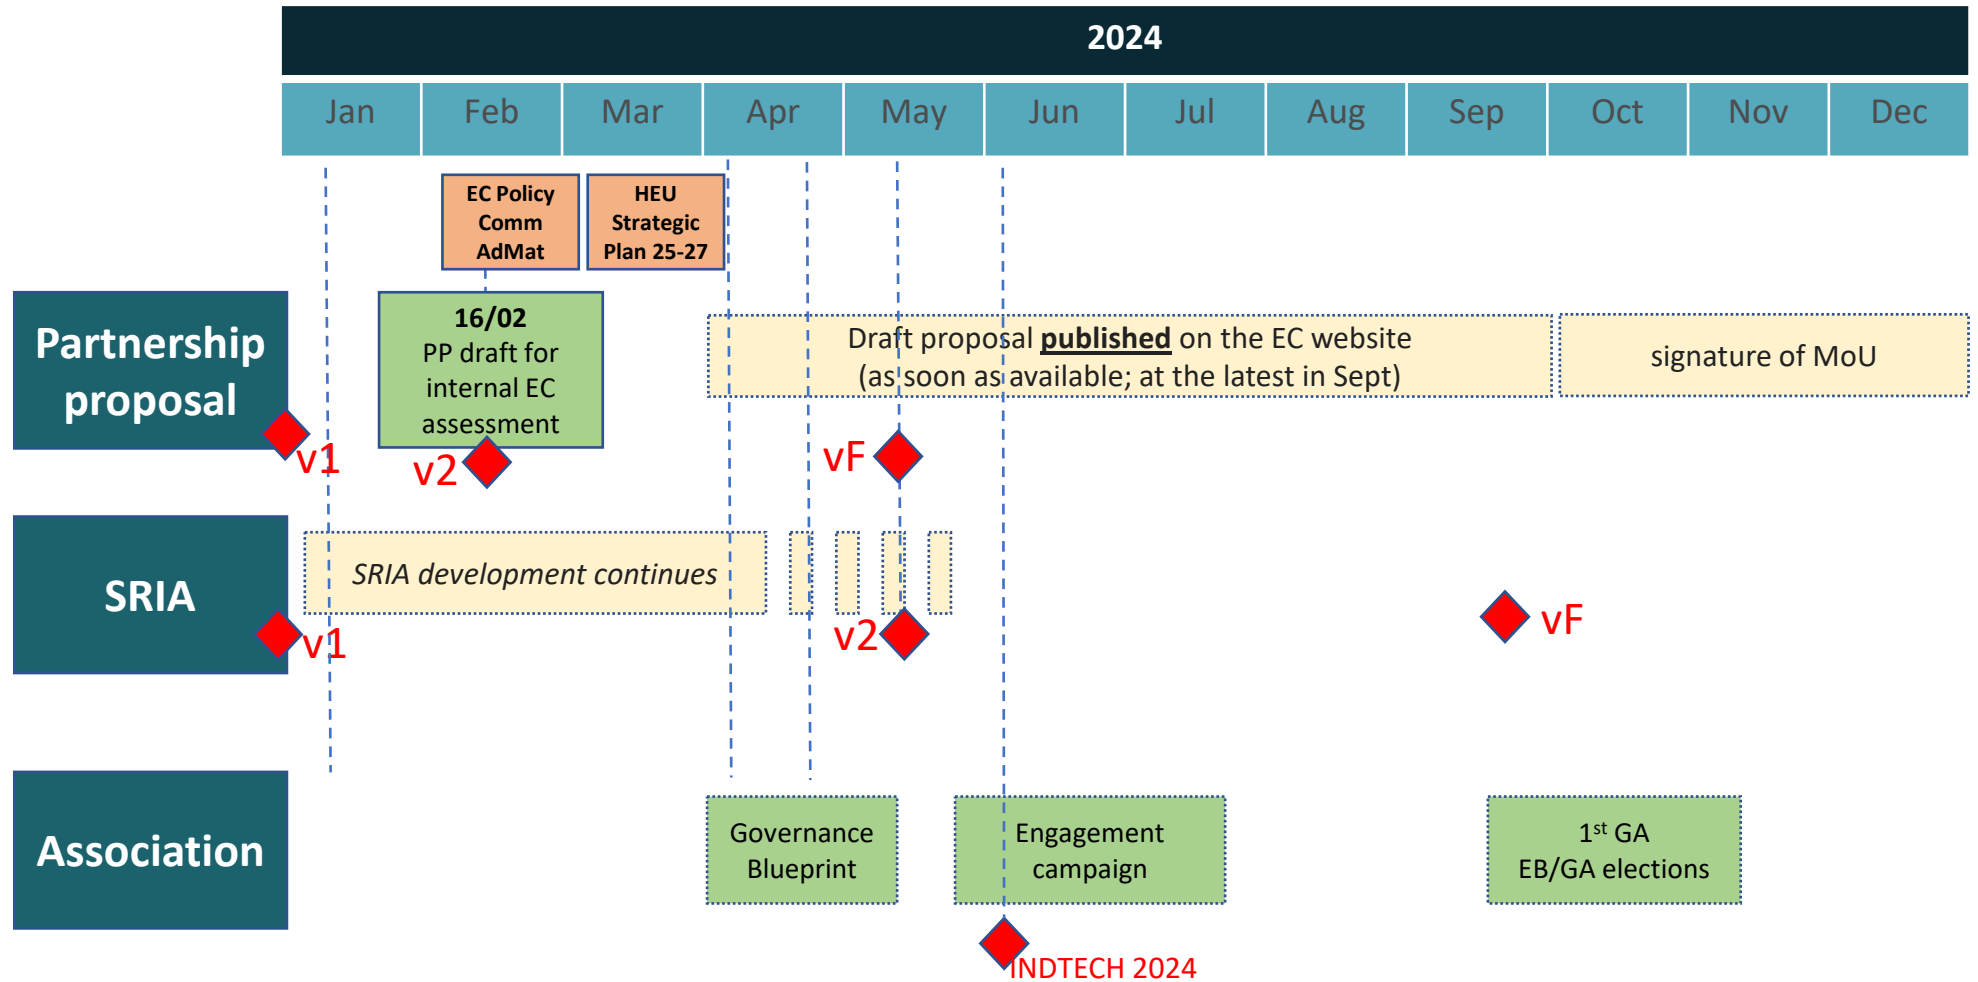 2024
Jan Feb Mar Apr May Jun Jul Aug Sep Oct Nov Dec
EC Policy
Comm
AdMat
HEU
Strategic
Plan 25-27
Partnership
proposal
v1
16/02
PP draft for
internal EC
assessment
v2
Draft proposal published on the EC website
(as soon as available; at the latest in Sept)
signature of MoU
vF
SRIA
v1
SRIA development continues
v2
vF
Association
Governance
Blueprint
Engagement
campaign
1st GA
EB/GA elections
INDTECH 2024